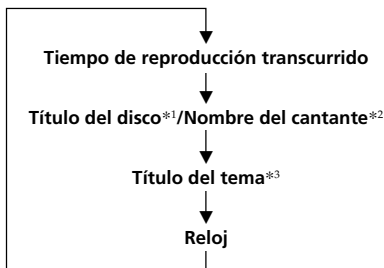 Tiempo de reproducción transcurrido
Título del disco*1/Nombre del cantante*2
Título del tema*3
Reloj